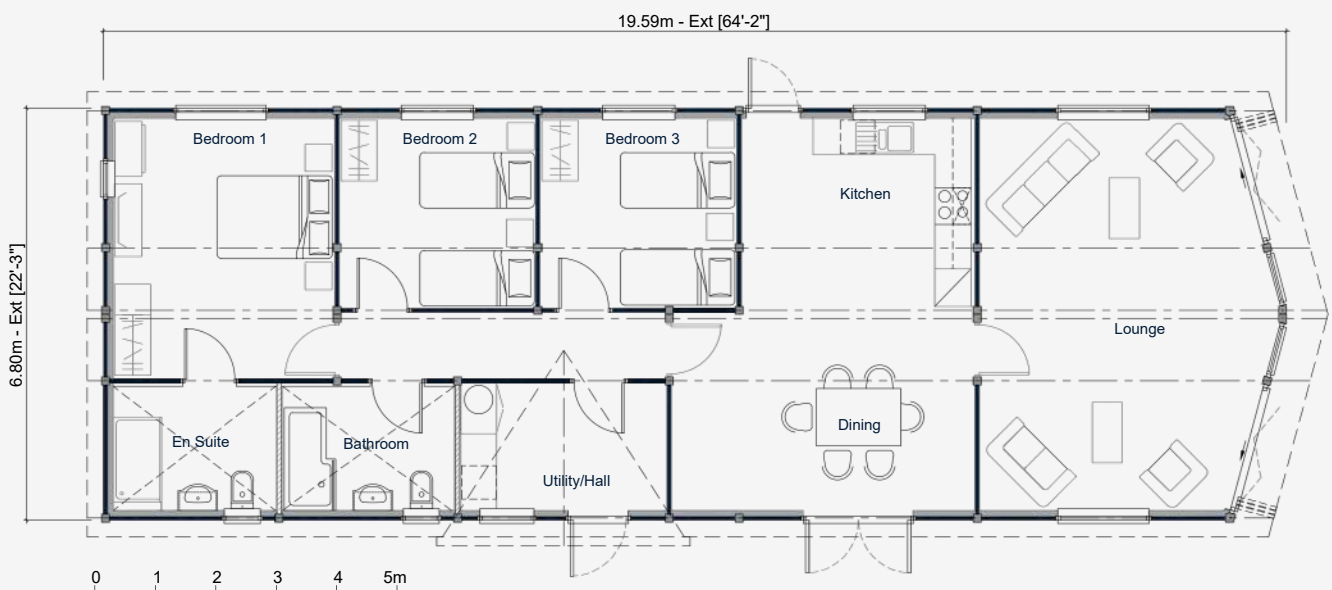 19.59m - Ext [64'-2"]
Bedroom 1
Bedroom 2
Bedroom 3
Kitchen
6.80m - Ext [22'-3"]
Lounge
En Suite
Bathroom
Dining
Utility/Hall
0 1 2 3 4 5m